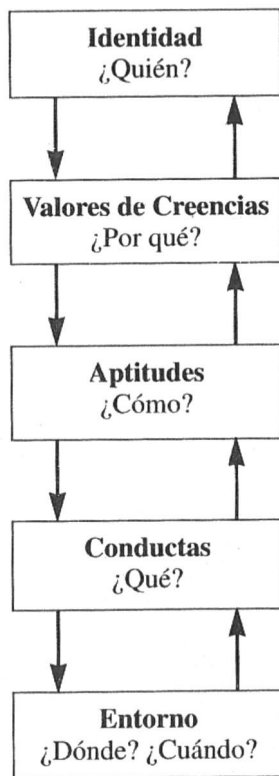 Identidad
¿Quién?
Valores de Creencias
¿Por qué?
Aptitudes
¿Cómo?
Conductas
¿Qué?
Entorno
¿Dónde? ¿Cuándo?